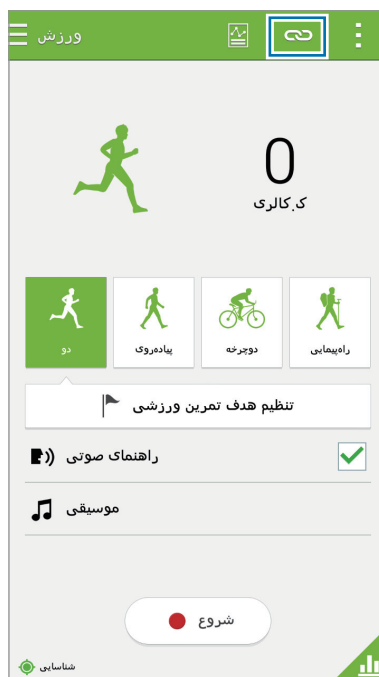 ورزش
0
ک.کالری
دو
پیاده‌روی
دوچرخه
راه‌پیمایی
تنظیم هدف تمرین ورزشی
راهنمای صوتی
موسیقی
شروع
شناسایی